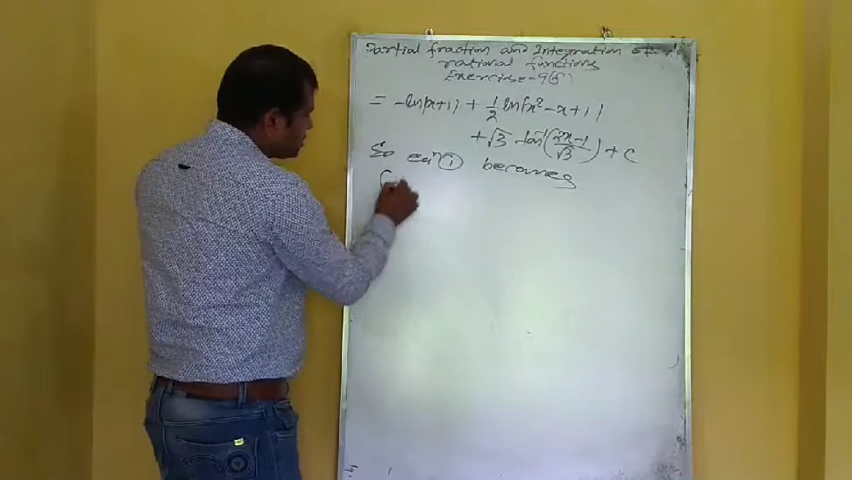 Partial fraction and Integration of
rational functions
Exercise-9(f)
= -ln|x+1| + 1/2 ln|x² - x + 1|
+ √3 tan⁻¹(2x-1/√3) + C
So eqⁿ (i) becomes